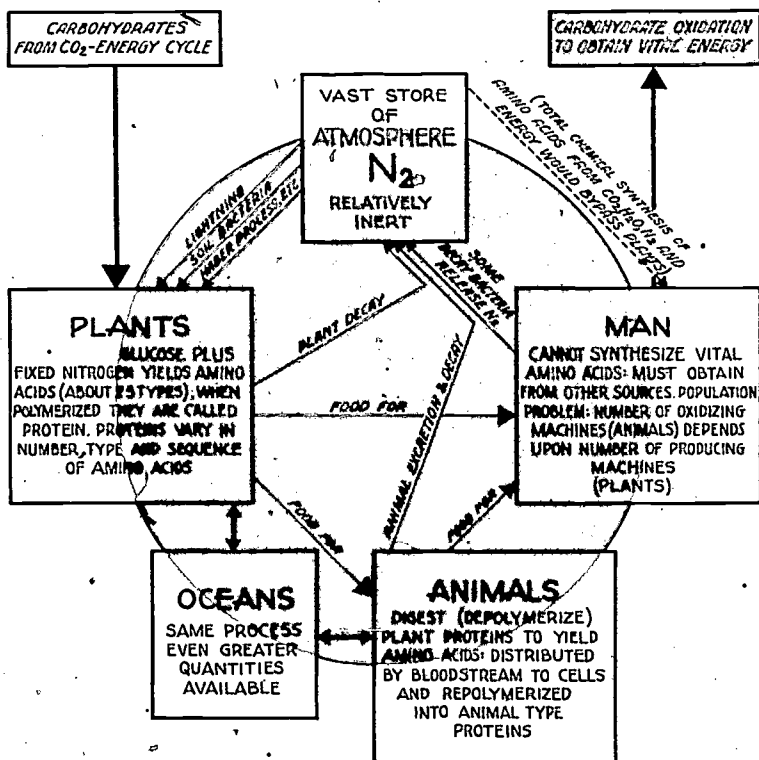 CARBOHYDRATES
FROM CO₂-ENERGY CYCLE
CARBOHYDRATE OXIDATION
TO OBTAIN VITAL ENERGY
VAST STORE
OF
ATMOSPHERE
N₂
RELATIVELY
INERT
(TOTAL CHEMICAL SYNTHESIS OF
AMINO ACIDS FROM CO₂, H₂O, N₂ AND
ENERGY WOULD BYPASS PLANTS)
LIGHTNING
SOIL BACTERIA
HABER PROCESS, ETC.
SOME
DECAY BACTERIA
RELEASE N₂
PLANT DECAY
PLANTS
GLUCOSE PLUS
FIXED NITROGEN YIELDS AMINO
ACIDS (ABOUT 25 TYPES); WHEN
POLYMERIZED THEY ARE CALLED
PROTEIN. PROTEINS VARY IN
NUMBER, TYPE AND SEQUENCE
OF AMINO ACIDS
FOOD FOR
MAN
CANNOT SYNTHESIZE VITAL
AMINO ACIDS: MUST OBTAIN
FROM OTHER SOURCES. POPULATION
PROBLEM: NUMBER OF OXIDIZING
MACHINES (ANIMALS) DEPENDS
UPON NUMBER OF PRODUCING
MACHINES
(PLANTS)
ANIMAL EXCRETION & DECAY
FOOD FOR
FOOD FOR
OCEANS
SAME PROCESS
EVEN GREATER
QUANTITIES
AVAILABLE
ANIMALS
DIGEST (DEPOLYMERIZE)
PLANT PROTEINS TO YIELD
AMINO ACIDS: DISTRIBUTED
BY BLOODSTREAM TO CELLS
AND REPOLYMERIZED
INTO ANIMAL TYPE
PROTEINS